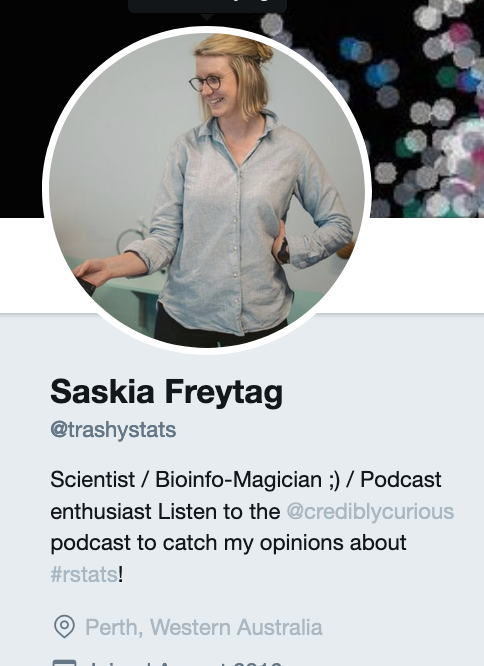 Saskia Freytag
@trashystats
Scientist / Bioinfo-Magician ;) / Podcast
enthusiast Listen to the @crediblycurious
podcast to catch my opinions about
#rstats!
Perth, Western Australia